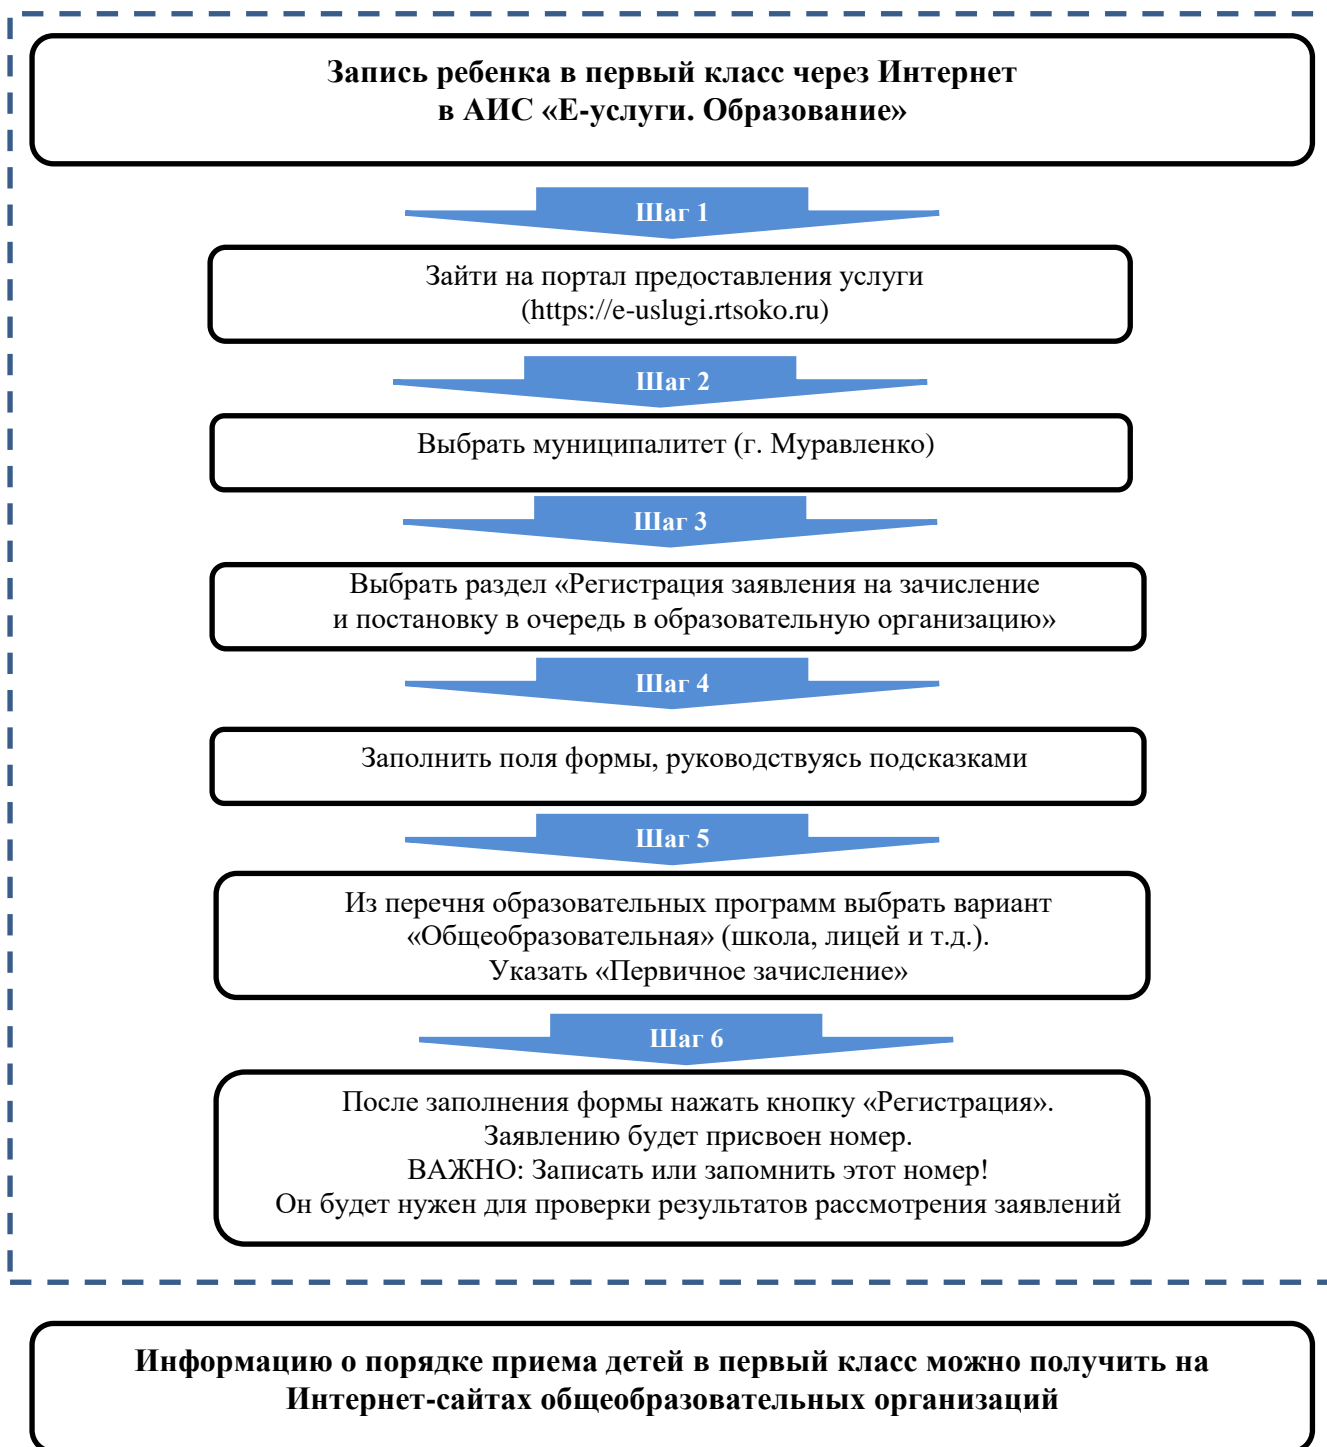 Запись ребенка в первый класс через Интернет
в АИС «Е-услуги. Образование»
Шаг 1
Зайти на портал предоставления услуги
(https://e-uslugi.rtsoko.ru)
Шаг 2
Выбрать муниципалитет (г. Муравленко)
Шаг 3
Выбрать раздел «Регистрация заявления на зачисление
и постановку в очередь в образовательную организацию»
Шаг 4
Заполнить поля формы, руководствуясь подсказками
Шаг 5
Из перечня образовательных программ выбрать вариант
«Общеобразовательная» (школа, лицей и т.д.).
Указать «Первичное зачисление»
Шаг 6
После заполнения формы нажать кнопку «Регистрация».
Заявлению будет присвоен номер.
ВАЖНО: Записать или запомнить этот номер!
Он будет нужен для проверки результатов рассмотрения заявлений
Информацию о порядке приема детей в первый класс можно получить на
Интернет-сайтах общеобразовательных организаций